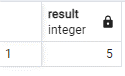 result
integer
1 5